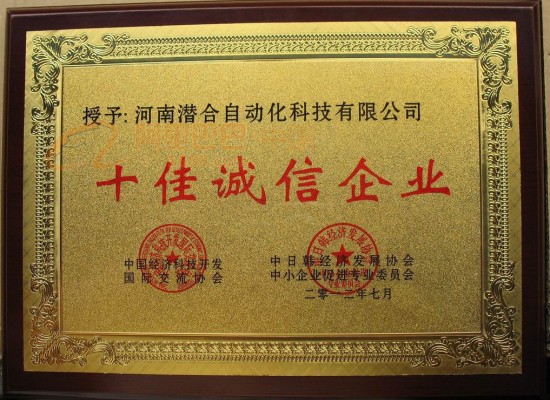 授予：河南潜合自动化科技有限公司
十佳诚信企业
中国经济科技开发
国际交流协会
中日韩经济发展协会
中小企业促进专业委员会
二零一二年七月